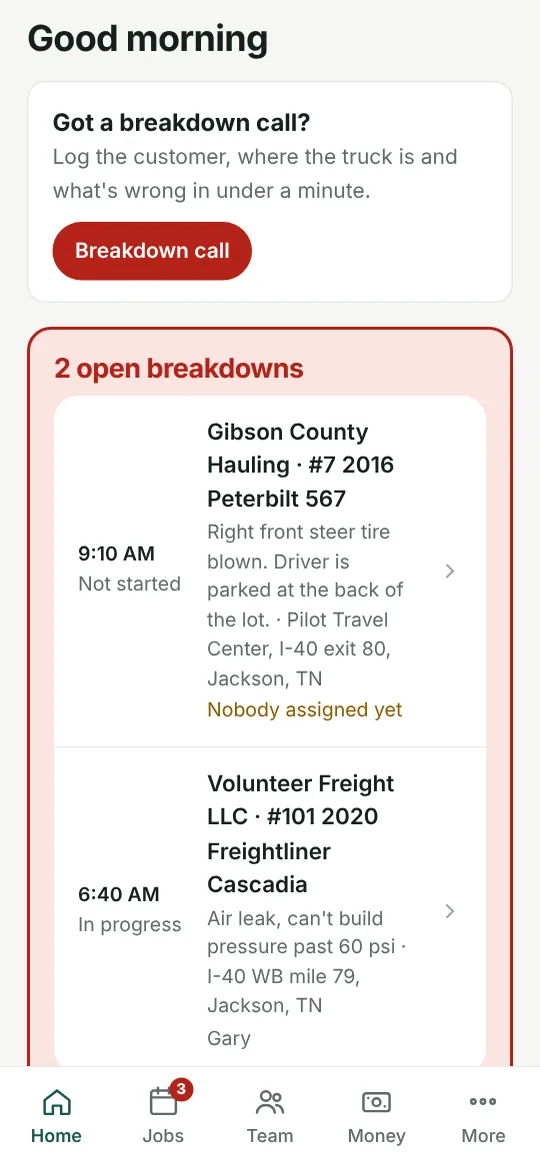 Good morning
Got a breakdown call?
Log the customer, where the truck is and
what's wrong in under a minute.
Breakdown call
2 open breakdowns
9:10 AM
Not started
Gibson County
Hauling · #7 2016
Peterbilt 567
Right front steer tire
blown. Driver is
parked at the back of
the lot. · Pilot Travel
Center, I-40 exit 80,
Jackson, TN
Nobody assigned yet
6:40 AM
In progress
Volunteer Freight
LLC · #101 2020
Freightliner
Cascadia
Air leak, can't build
pressure past 60 psi ·
I-40 WB mile 79,
Jackson, TN
Gary
3
Home
Jobs
Team
Money
More